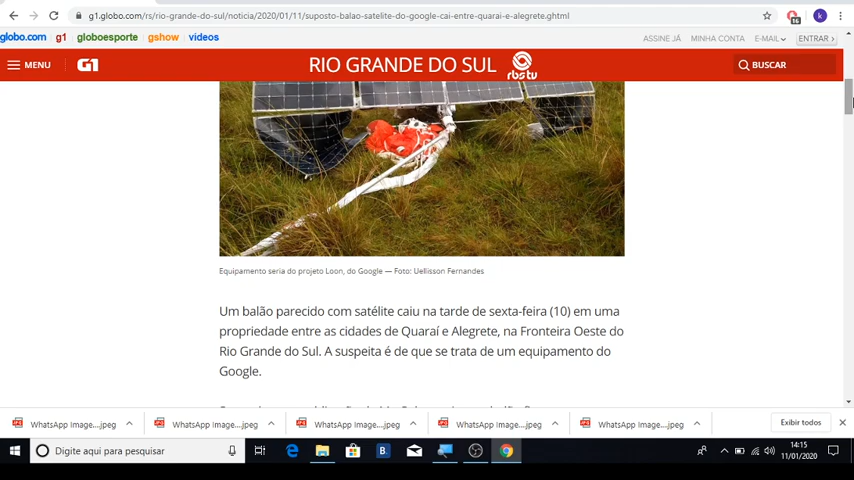 g1.globo.com/rs/rio-grande-do-sul/noticia/2020/01/11/suposto-balao-satelite-do-google-cai-entre-quarai-e-alegrete.ghtml
15
k
globo.com g1 globoesporte gshow videos
ASSINE JÁ MINHA CONTA E-MAIL ENTRAR
MENU G1 RIO GRANDE DO SUL rbs tv BUSCAR
Equipamento seria do projeto Loon, do Google — Foto: Uellisson Fernandes
Um balão parecido com satélite caiu na tarde de sexta-feira (10) em uma
propriedade entre as cidades de Quaraí e Alegrete, na Fronteira Oeste do
Rio Grande do Sul. A suspeita é de que se trata de um equipamento do
Google.
WhatsApp Image....jpeg WhatsApp Image....jpeg WhatsApp Image....jpeg WhatsApp Image....jpeg WhatsApp Image....jpeg Exibir todos
Digite aqui para pesquisar
B.
14:15
11/01/2020